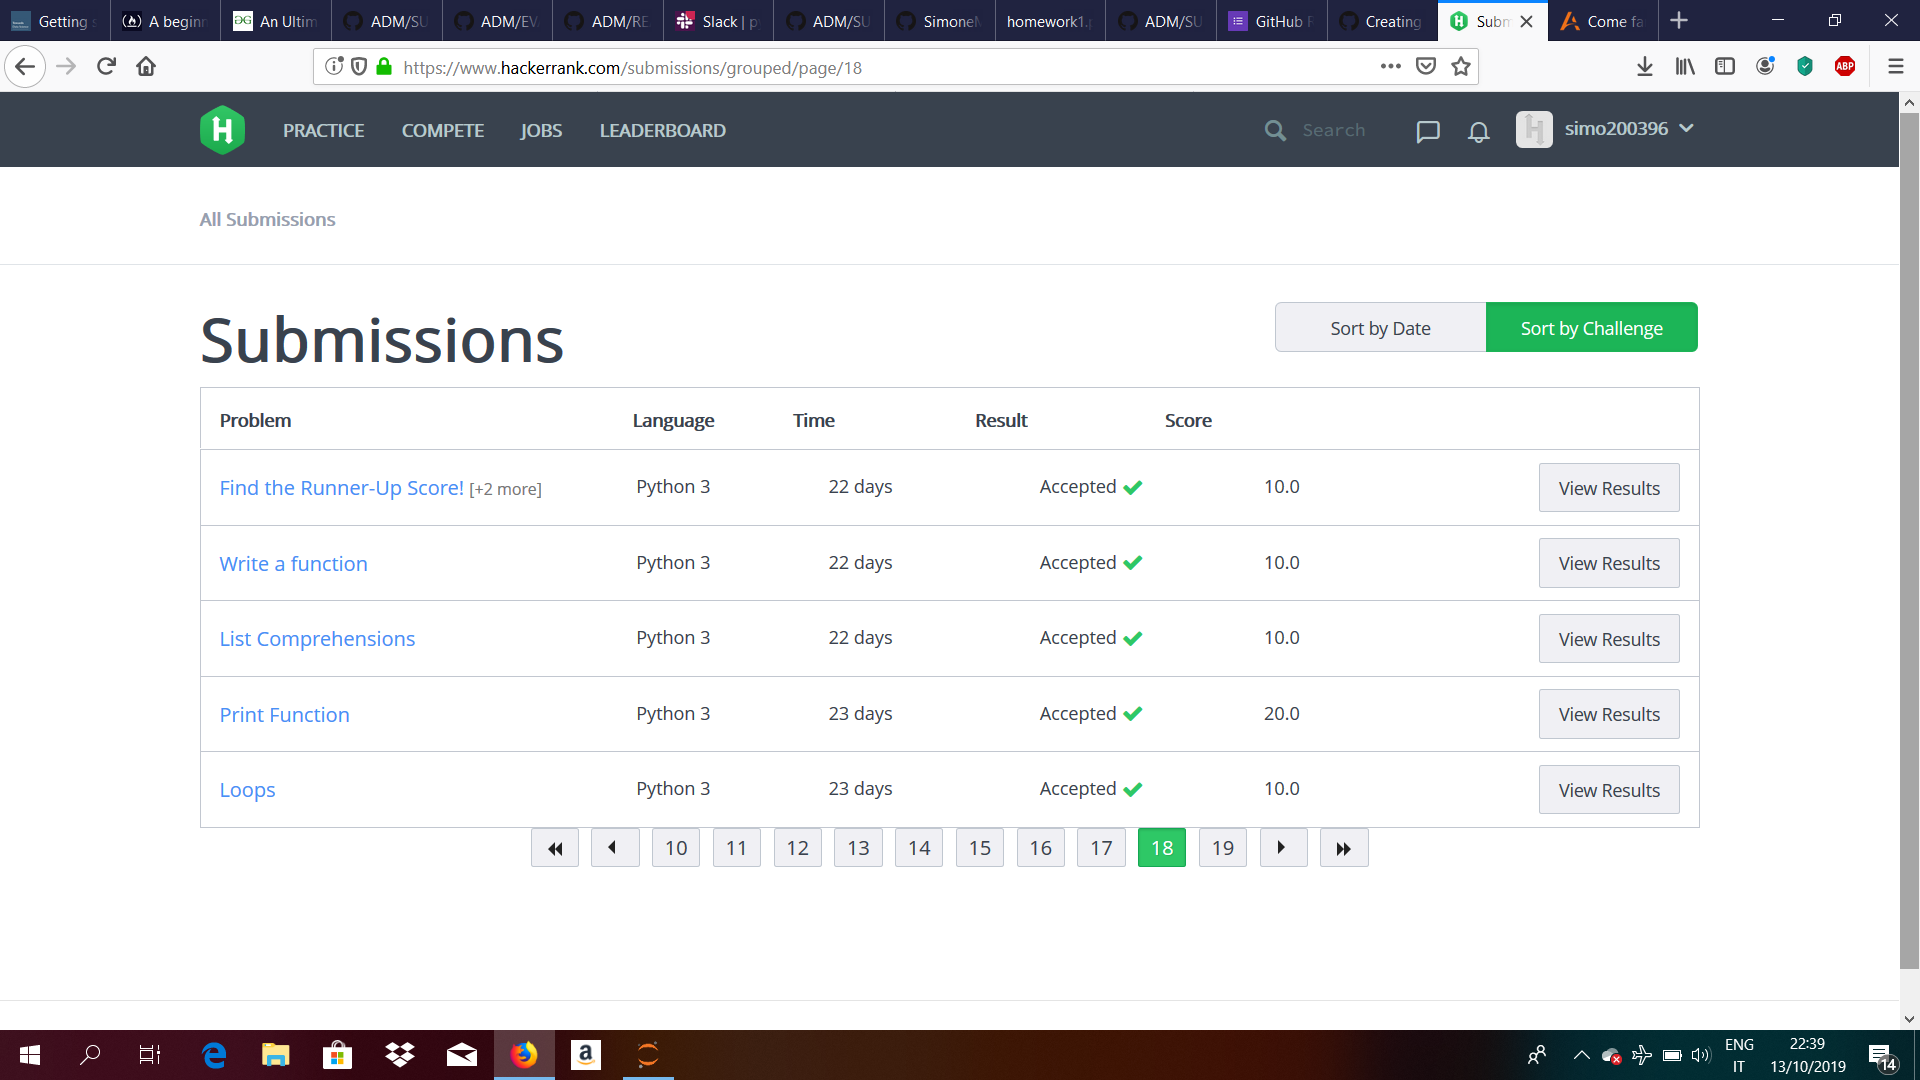 Getting
A beginn
An Ultim
ADM/SU
ADM/EV
ADM/RE
Slack | p
ADM/SU
SimoneM
homework1.p
ADM/SU
GitHub F
Creating
Subm
Come fa
https://www.hackerrank.com/submissions/grouped/page/18
ABP
PRACTICE COMPETE JOBS LEADERBOARD
Search
simo200396
All Submissions
Submissions
Sort by Date Sort by Challenge
Problem Language Time Result Score
Find the Runner-Up Score! [+2 more] Python 3 22 days Accepted 10.0 View Results
Write a function Python 3 22 days Accepted 10.0 View Results
List Comprehensions Python 3 22 days Accepted 10.0 View Results
Print Function Python 3 23 days Accepted 20.0 View Results
Loops Python 3 23 days Accepted 10.0 View Results
10 11 12 13 14 15 16 17 18 19
ENG 22:39
IT 13/10/2019 14